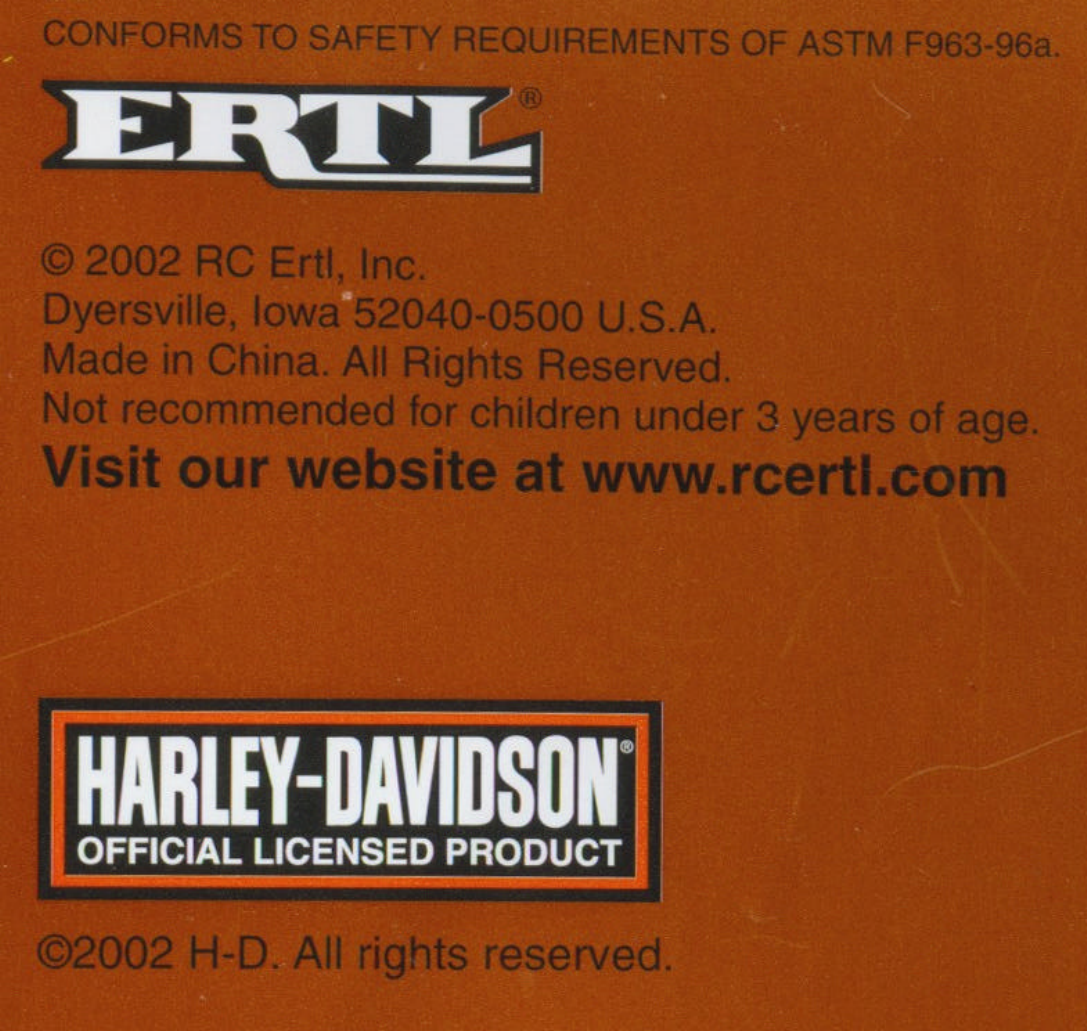 CONFORMS TO SAFETY REQUIREMENTS OF ASTM F963-96a.
ERTL®
© 2002 RC Ertl, Inc.
Dyersville, Iowa 52040-0500 U.S.A.
Made in China. All Rights Reserved.
Not recommended for children under 3 years of age.
Visit our website at www.rcertl.com
HARLEY-DAVIDSON®
OFFICIAL LICENSED PRODUCT
©2002 H-D. All rights reserved.